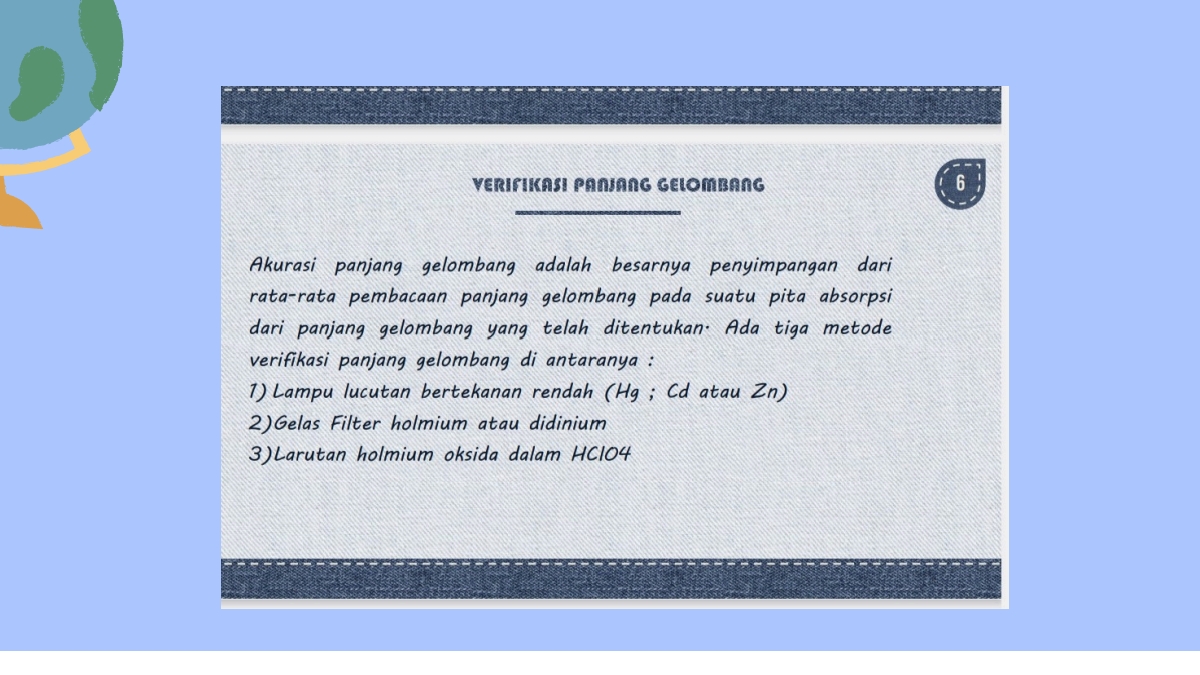 VERIFIKASI PANJANG GELOMBANG
6
Akurasi panjang gelombang adalah besarnya penyimpangan dari
rata-rata pembacaan panjang gelombang pada suatu pita absorpsi
dari panjang gelombang yang telah ditentukan. Ada tiga metode
verifikasi panjang gelombang di antaranya :
1) Lampu lucutan bertekanan rendah (Hg ; Cd atau Zn)
2)Gelas Filter holmium atau didinium
3)Larutan holmium oksida dalam HClO4